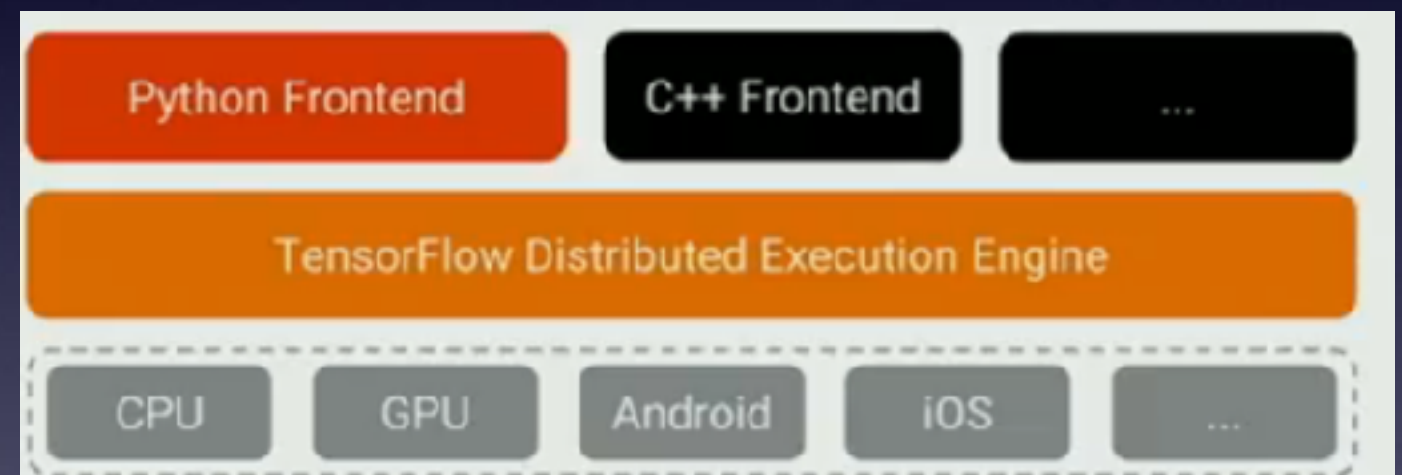 Python Frontend C++ Frontend ...
TensorFlow Distributed Execution Engine
CPU GPU Android iOS ...